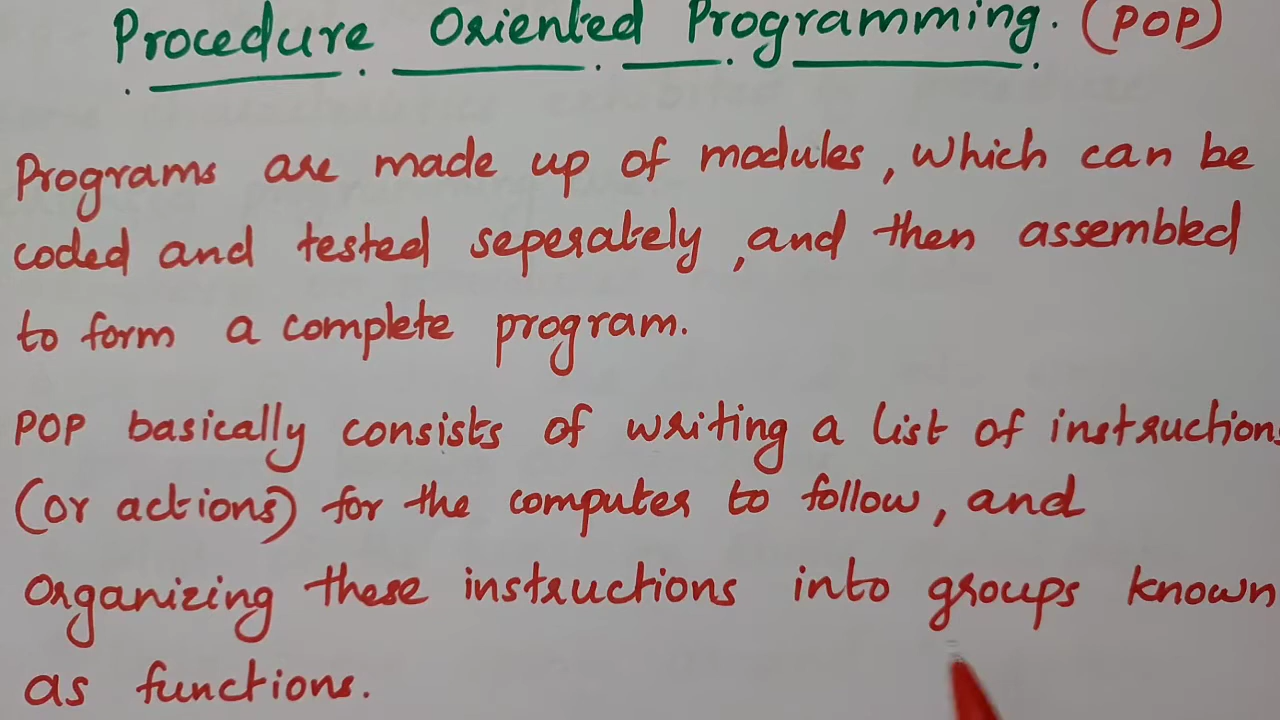 Procedure Oriented Programming. (POP)
Programs are made up of modules, which can be
coded and tested seperately, and then assembled
to form a complete program.
POP basically consists of writing a list of instructions
(or actions) for the computer to follow, and
Organizing these instructions into groups known
as functions.